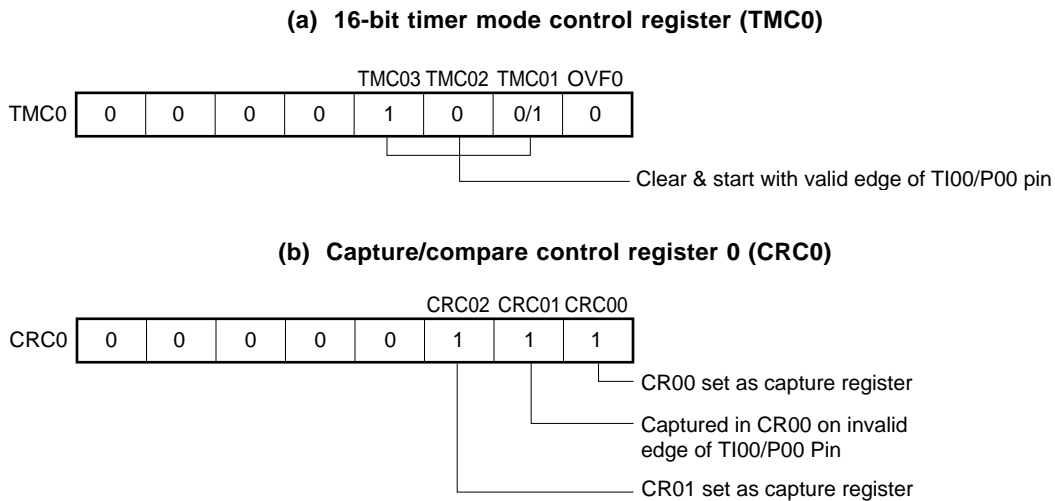 (a) 16-bit timer mode control register (TMC0)
TMC03 TMC02 TMC01 OVF0
TMC0 0 0 0 0 1 0 0/1 0
Clear & start with valid edge of TI00/P00 pin
(b) Capture/compare control register 0 (CRC0)
CRC02 CRC01 CRC00
CRC0 0 0 0 0 0 1 1 1
CR00 set as capture register
Captured in CR00 on invalid
edge of TI00/P00 Pin
CR01 set as capture register